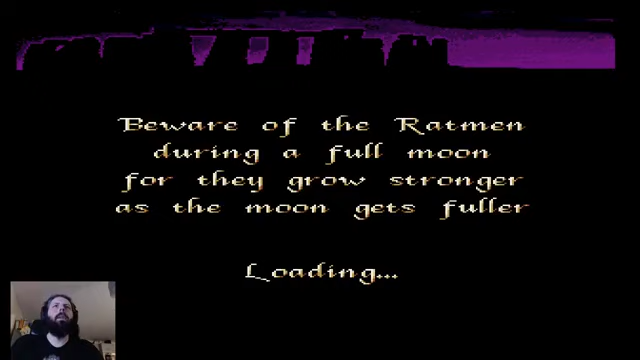 Beware of the Ratmen
during a full moon
for they grow stronger
as the moon gets fuller
Loading...